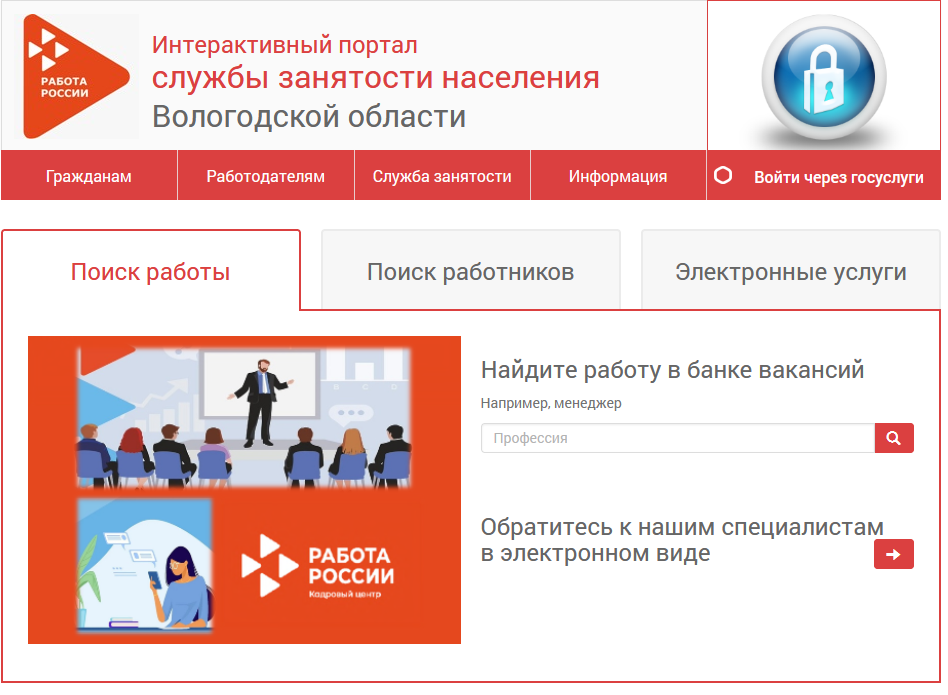 РАБОТА
РОССИИ
Интерактивный портал
службы занятости населения
Вологодской области
Гражданам
Работодателям
Служба занятости
Информация
Войти через госуслуги
Поиск работы
Поиск работников
Электронные услуги
Найдите работу в банке вакансий
Например, менеджер
Профессия
Обратитесь к нашим специалистам
в электронном виде
РАБОТА
РОССИИ
Кадровый центр